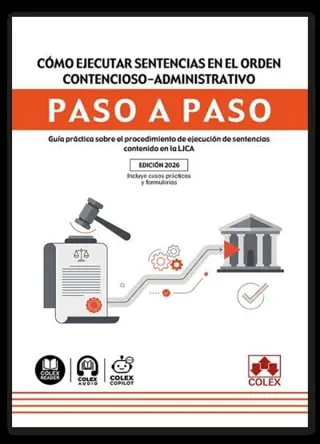 CÓMO EJECUTAR SENTENCIAS EN EL ORDEN
CONTENCIOSO-ADMINISTRATIVO
PASO A PASO
Guía práctica sobre el procedimiento de ejecución de sentencias
contenido en la LJCA
EDICIÓN 2026
Incluye casos prácticos
y formularios
COLEX
READER
COLEX
AUDIO
COLEX
COPILOT
COLEX